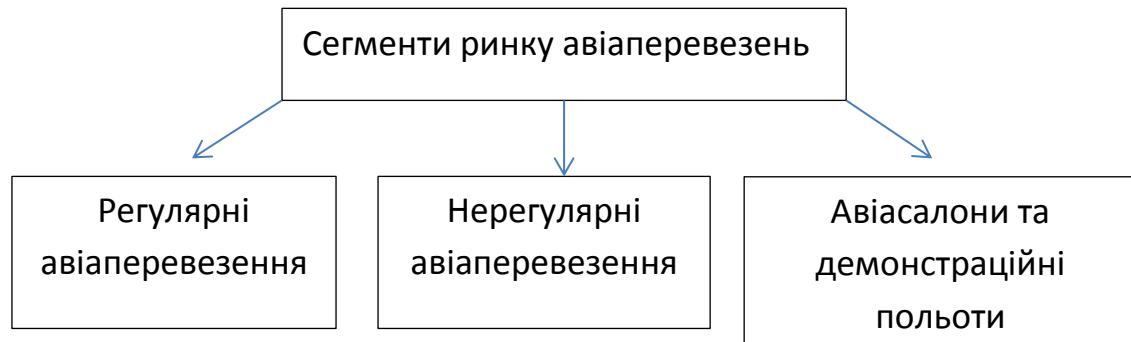 Сегменти ринку авіаперевезень
Регулярні
авіаперевезення
Нерегулярні
авіаперевезення
Авіасалони та
демонстраційні
польоти